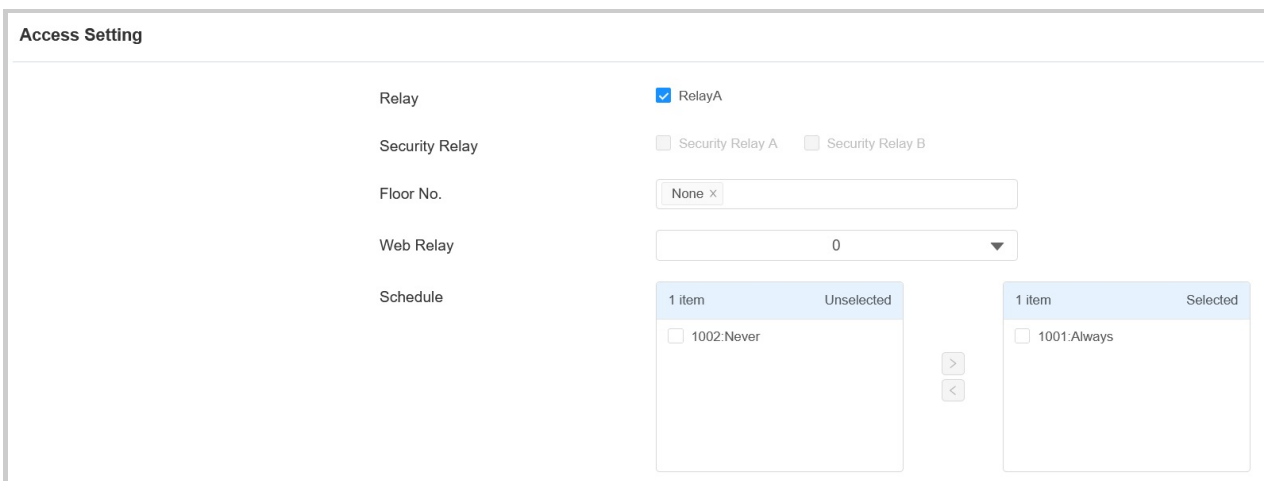 Access Setting
Relay RelayA
Security Relay Security Relay A Security Relay B
Floor No. None x
Web Relay 0
Schedule 1 item Unselected 1 item Selected
1002:Never 1001:Always
>
<